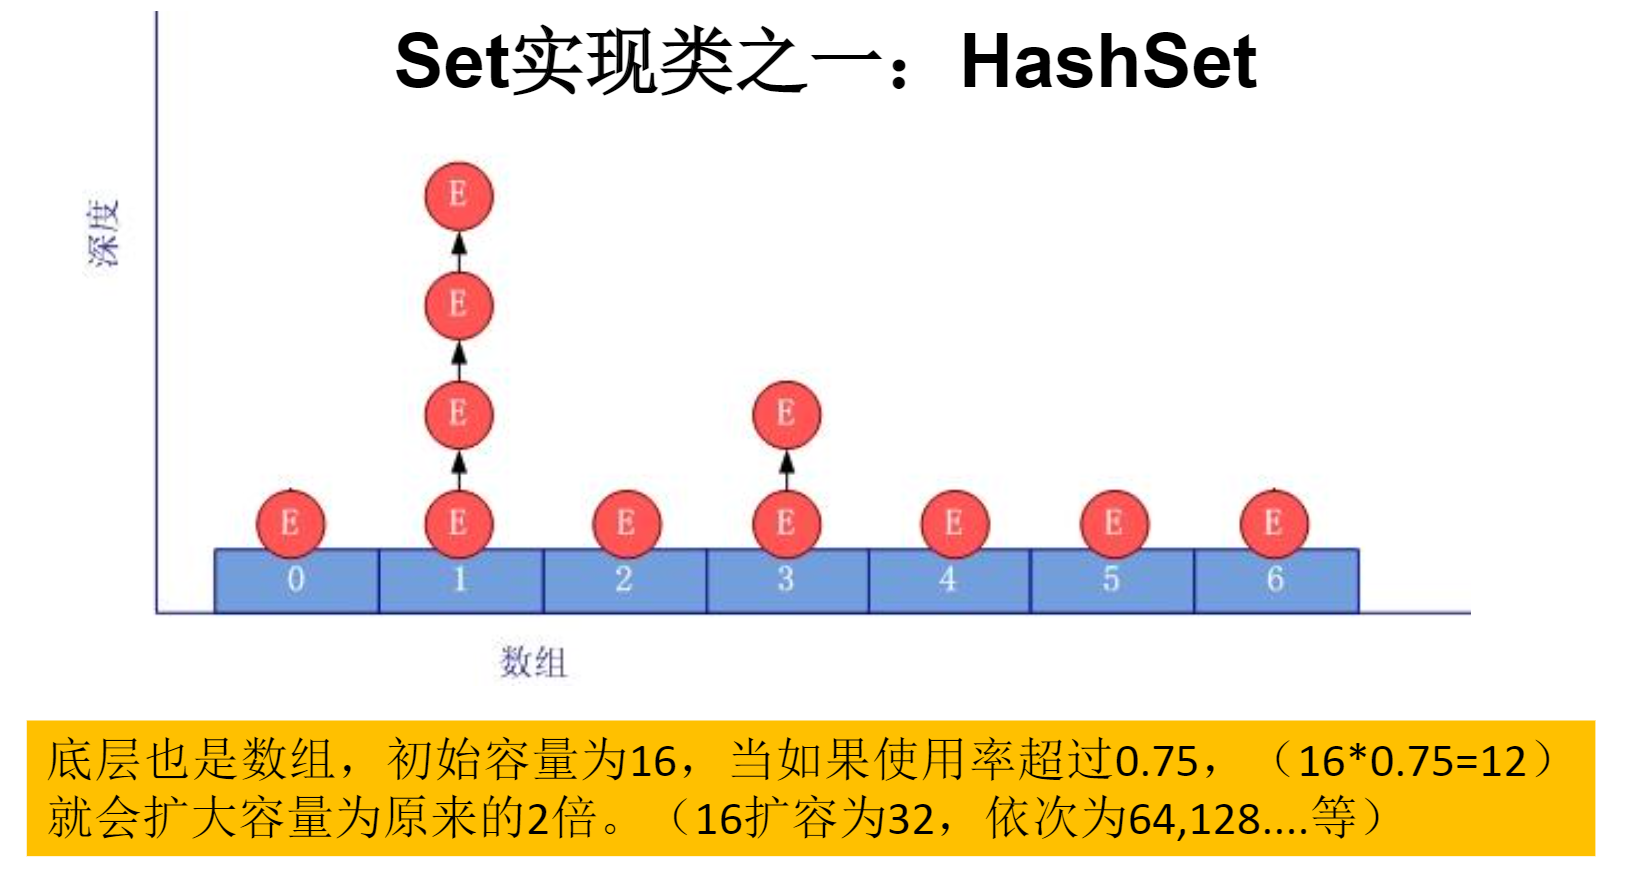 Set实现类之一：HashSet
深度
E
E
E
E
E
E
E
E
E
E
E
0 1 2 3 4 5 6
数组
底层也是数组，初始容量为16，当如果使用率超过0.75，（16*0.75=12）
就会扩大容量为原来的2倍。（16扩容为32，依次为64,128....等）